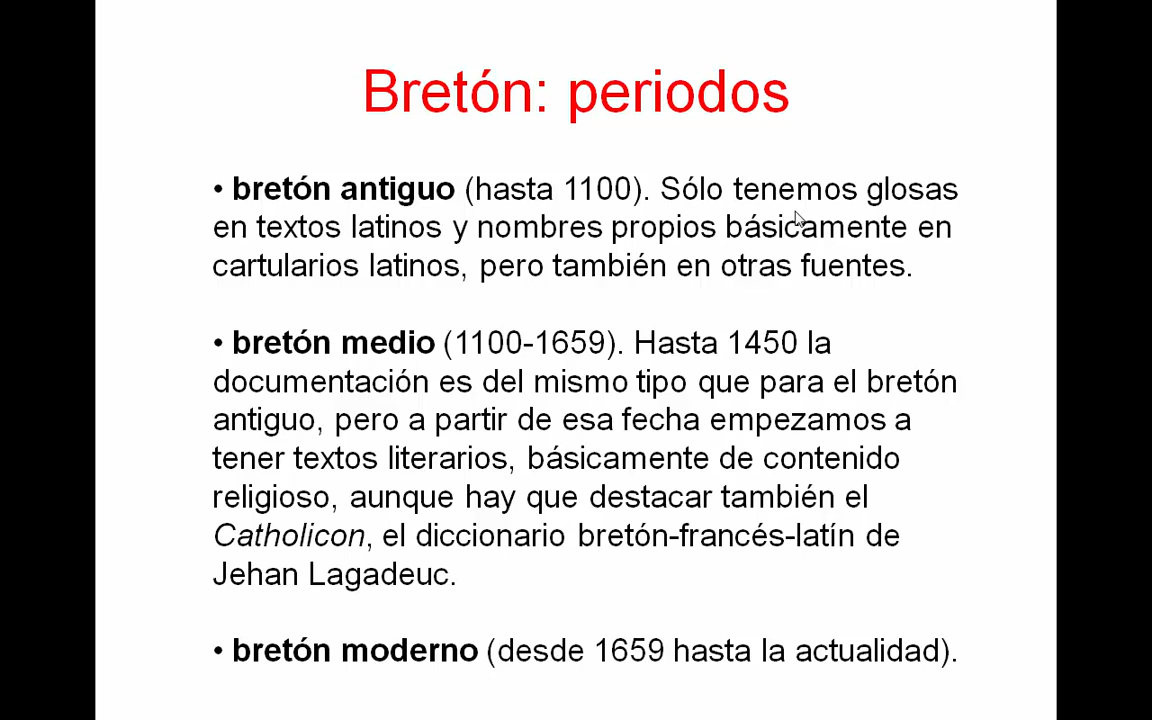 Bretón: periodos
• bretón antiguo (hasta 1100). Sólo tenemos glosas
en textos latinos y nombres propios básicamente en
cartularios latinos, pero también en otras fuentes.
• bretón medio (1100-1659). Hasta 1450 la
documentación es del mismo tipo que para el bretón
antiguo, pero a partir de esa fecha empezamos a
tener textos literarios, básicamente de contenido
religioso, aunque hay que destacar también el
Catholicon, el diccionario bretón-francés-latín de
Jehan Lagadeuc.
• bretón moderno (desde 1659 hasta la actualidad).